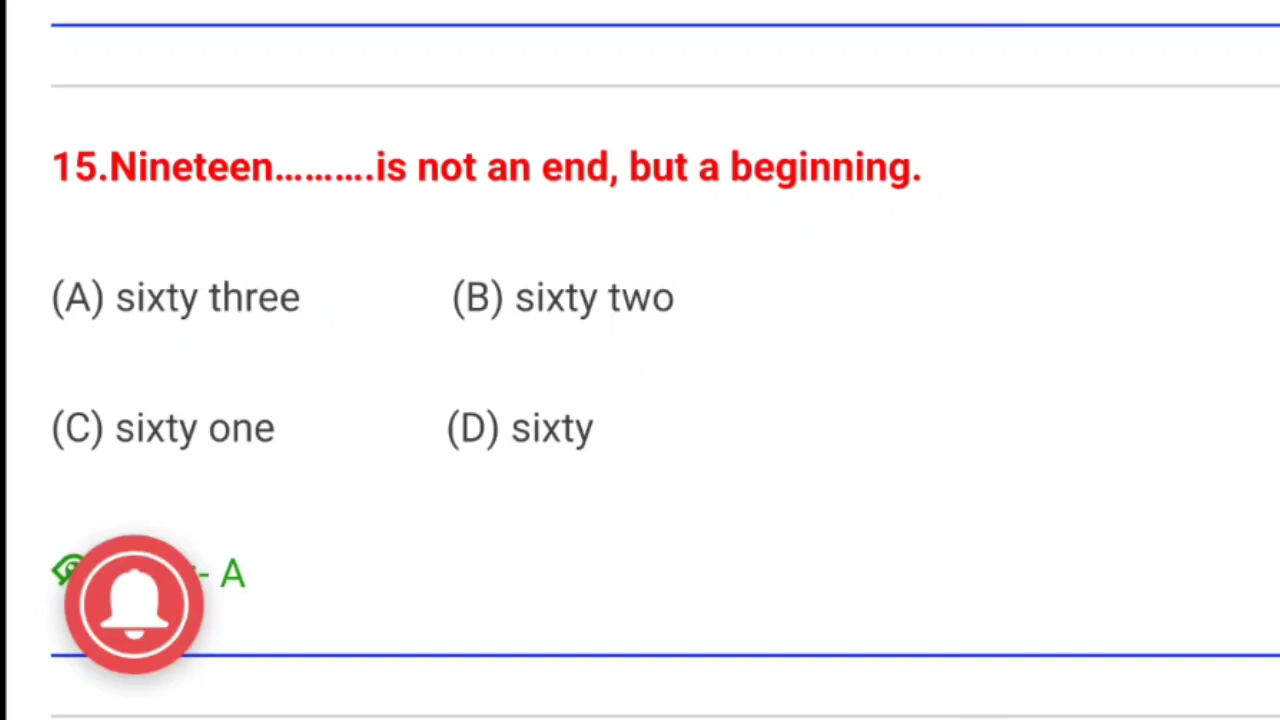 15.Nineteen..........is not an end, but a beginning.
(A) sixty three (B) sixty two
(C) sixty one (D) sixty
- A